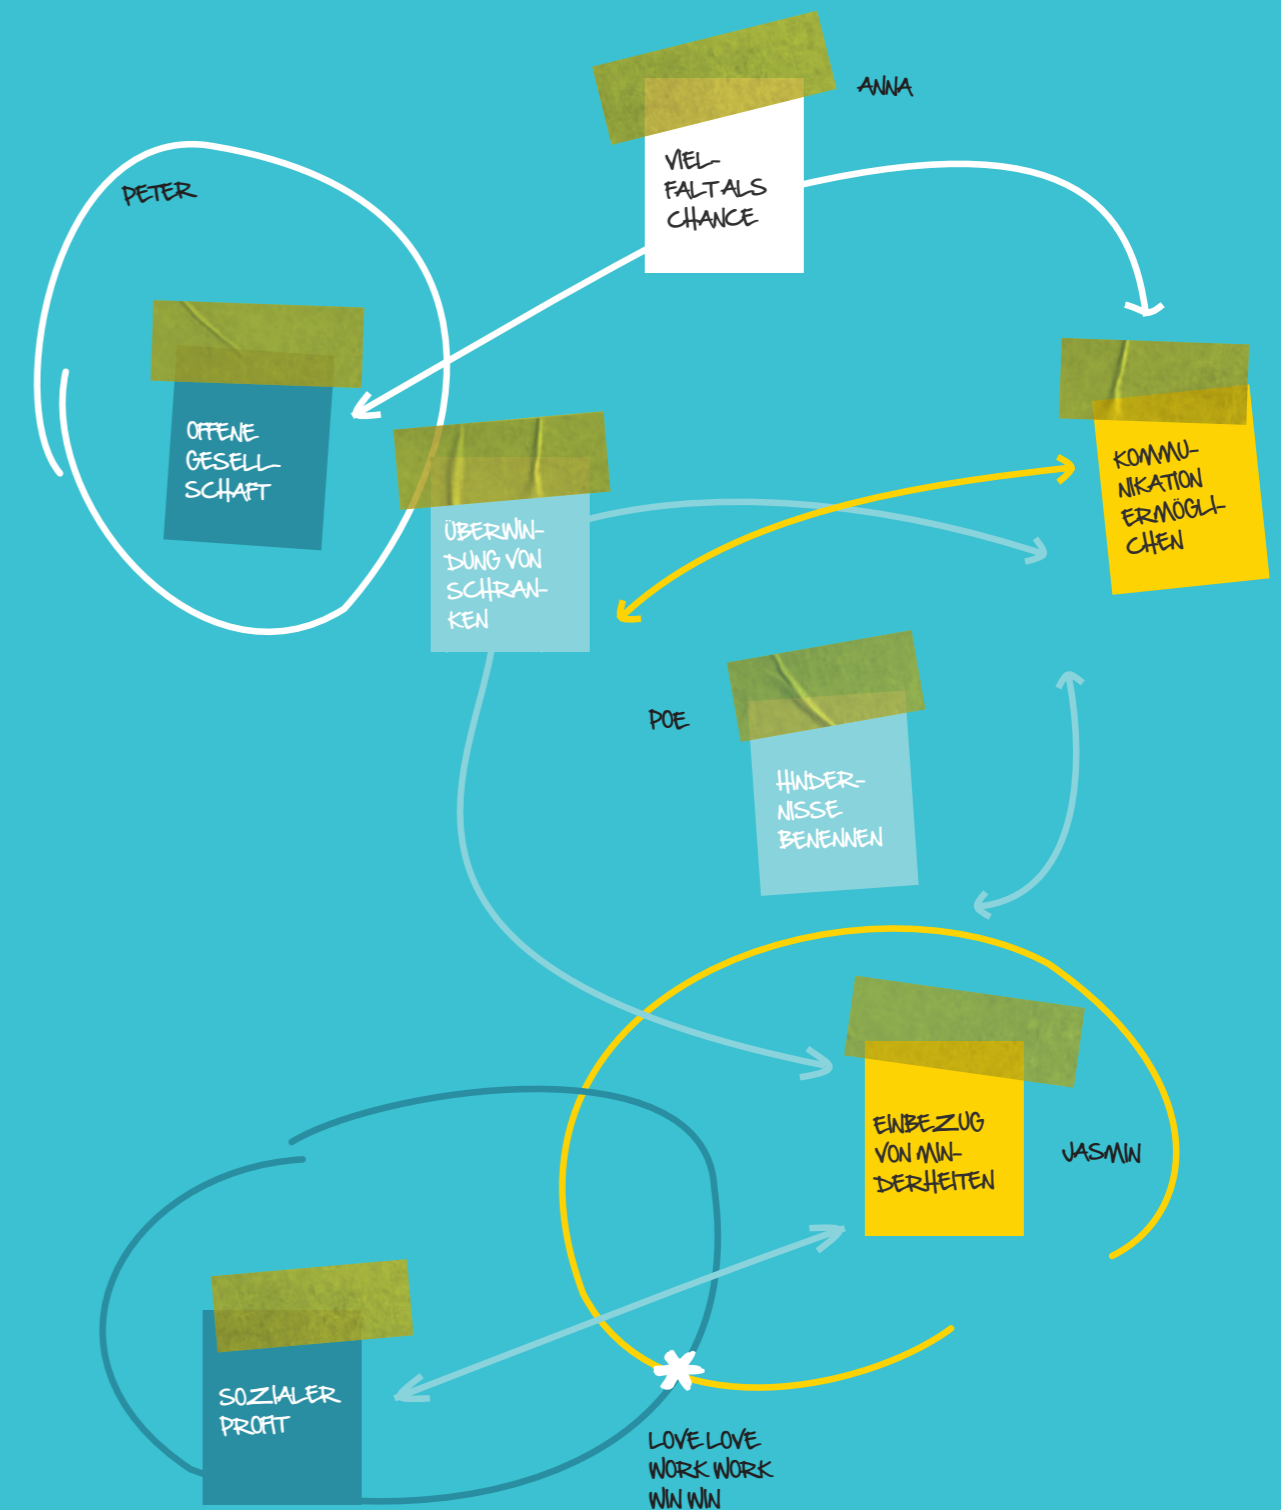 ANNA
VIEL-
FALT ALS
CHANCE
PETER
OFFENE
GESELL-
SCHAFT
KOMMU-
NIKATION
ERMÖGLI-
CHEN
ÜBERWIN-
DUNG VON
SCHRAN-
KEN
POE
HINDER-
NISSE
BENENNEN
EINBEZUG
VON MIN-
DERHEITEN
JASMIN
SOZIALER
PROFIT
LOVE LOVE
WORK WORK
WIN WIN